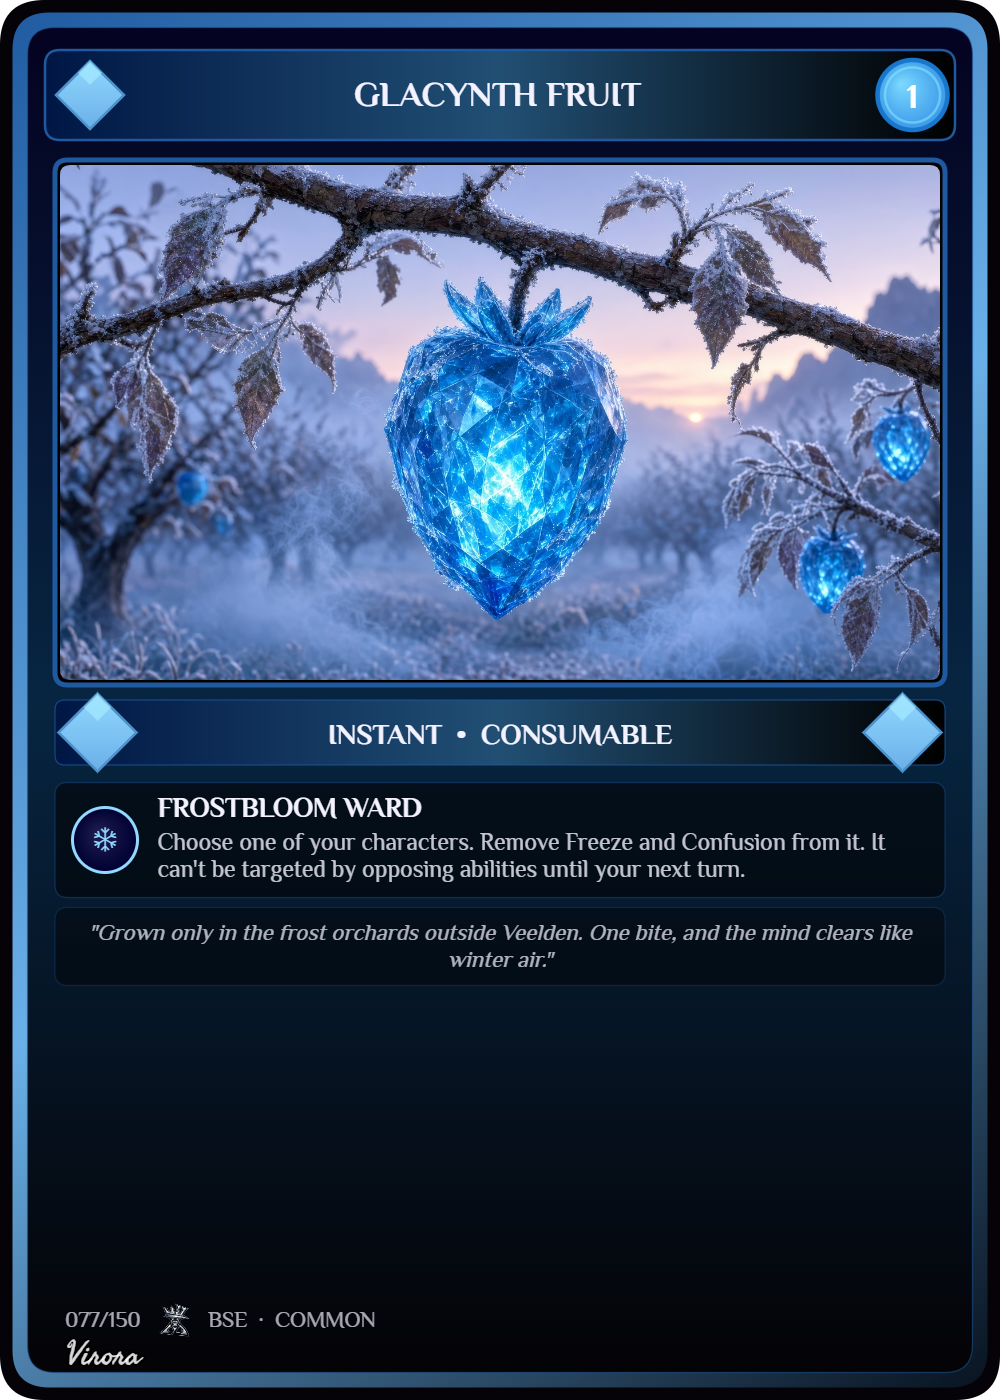 GLACYNTH FRUIT
1
INSTANT • CONSUMABLE
FROSTBLOOM WARD
Choose one of your characters. Remove Freeze and Confusion from it. It
can't be targeted by opposing abilities until your next turn.
"Grown only in the frost orchards outside Veelden. One bite, and the mind clears like
winter air."
077/150 BSE · COMMON
Virora